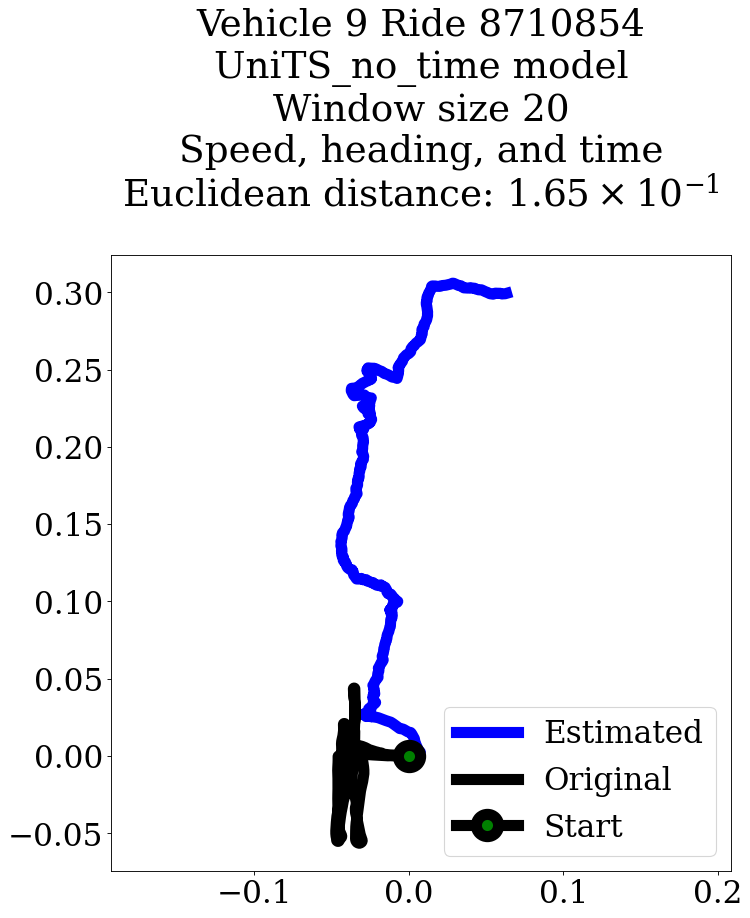 Vehicle 9 Ride 8710854
UniTS_no_time model
Window size 20
Speed, heading, and time
Euclidean distance: 1.65 × 10⁻¹
0.30
0.25
0.20
0.15
0.10
0.05
0.00
−0.05
Estimated
Original
Start
−0.1 0.0 0.1 0.2